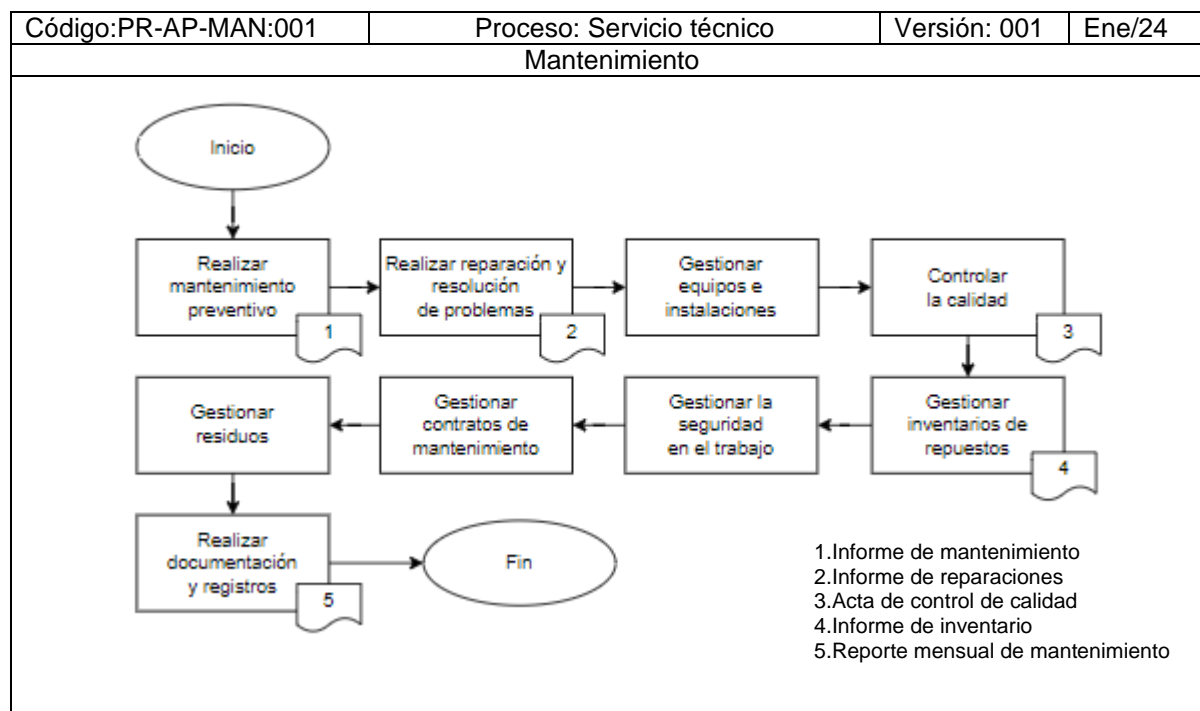 Código:PR-AP-MAN:001 Proceso: Servicio técnico Versión: 001 Ene/24
Mantenimiento
Inicio
Realizar
mantenimiento
preventivo
1
Realizar reparación y
resolución
de problemas
2
Gestionar
equipos e
instalaciones
Controlar
la calidad
3
Gestionar
inventarios de
repuestos
4
Gestionar la
seguridad
en el trabajo
Gestionar
contratos de
mantenimiento
Gestionar
residuos
Realizar
documentación
y registros
5
Fin
1.Informe de mantenimiento
2.Informe de reparaciones
3.Acta de control de calidad
4.Informe de inventario
5.Reporte mensual de mantenimiento